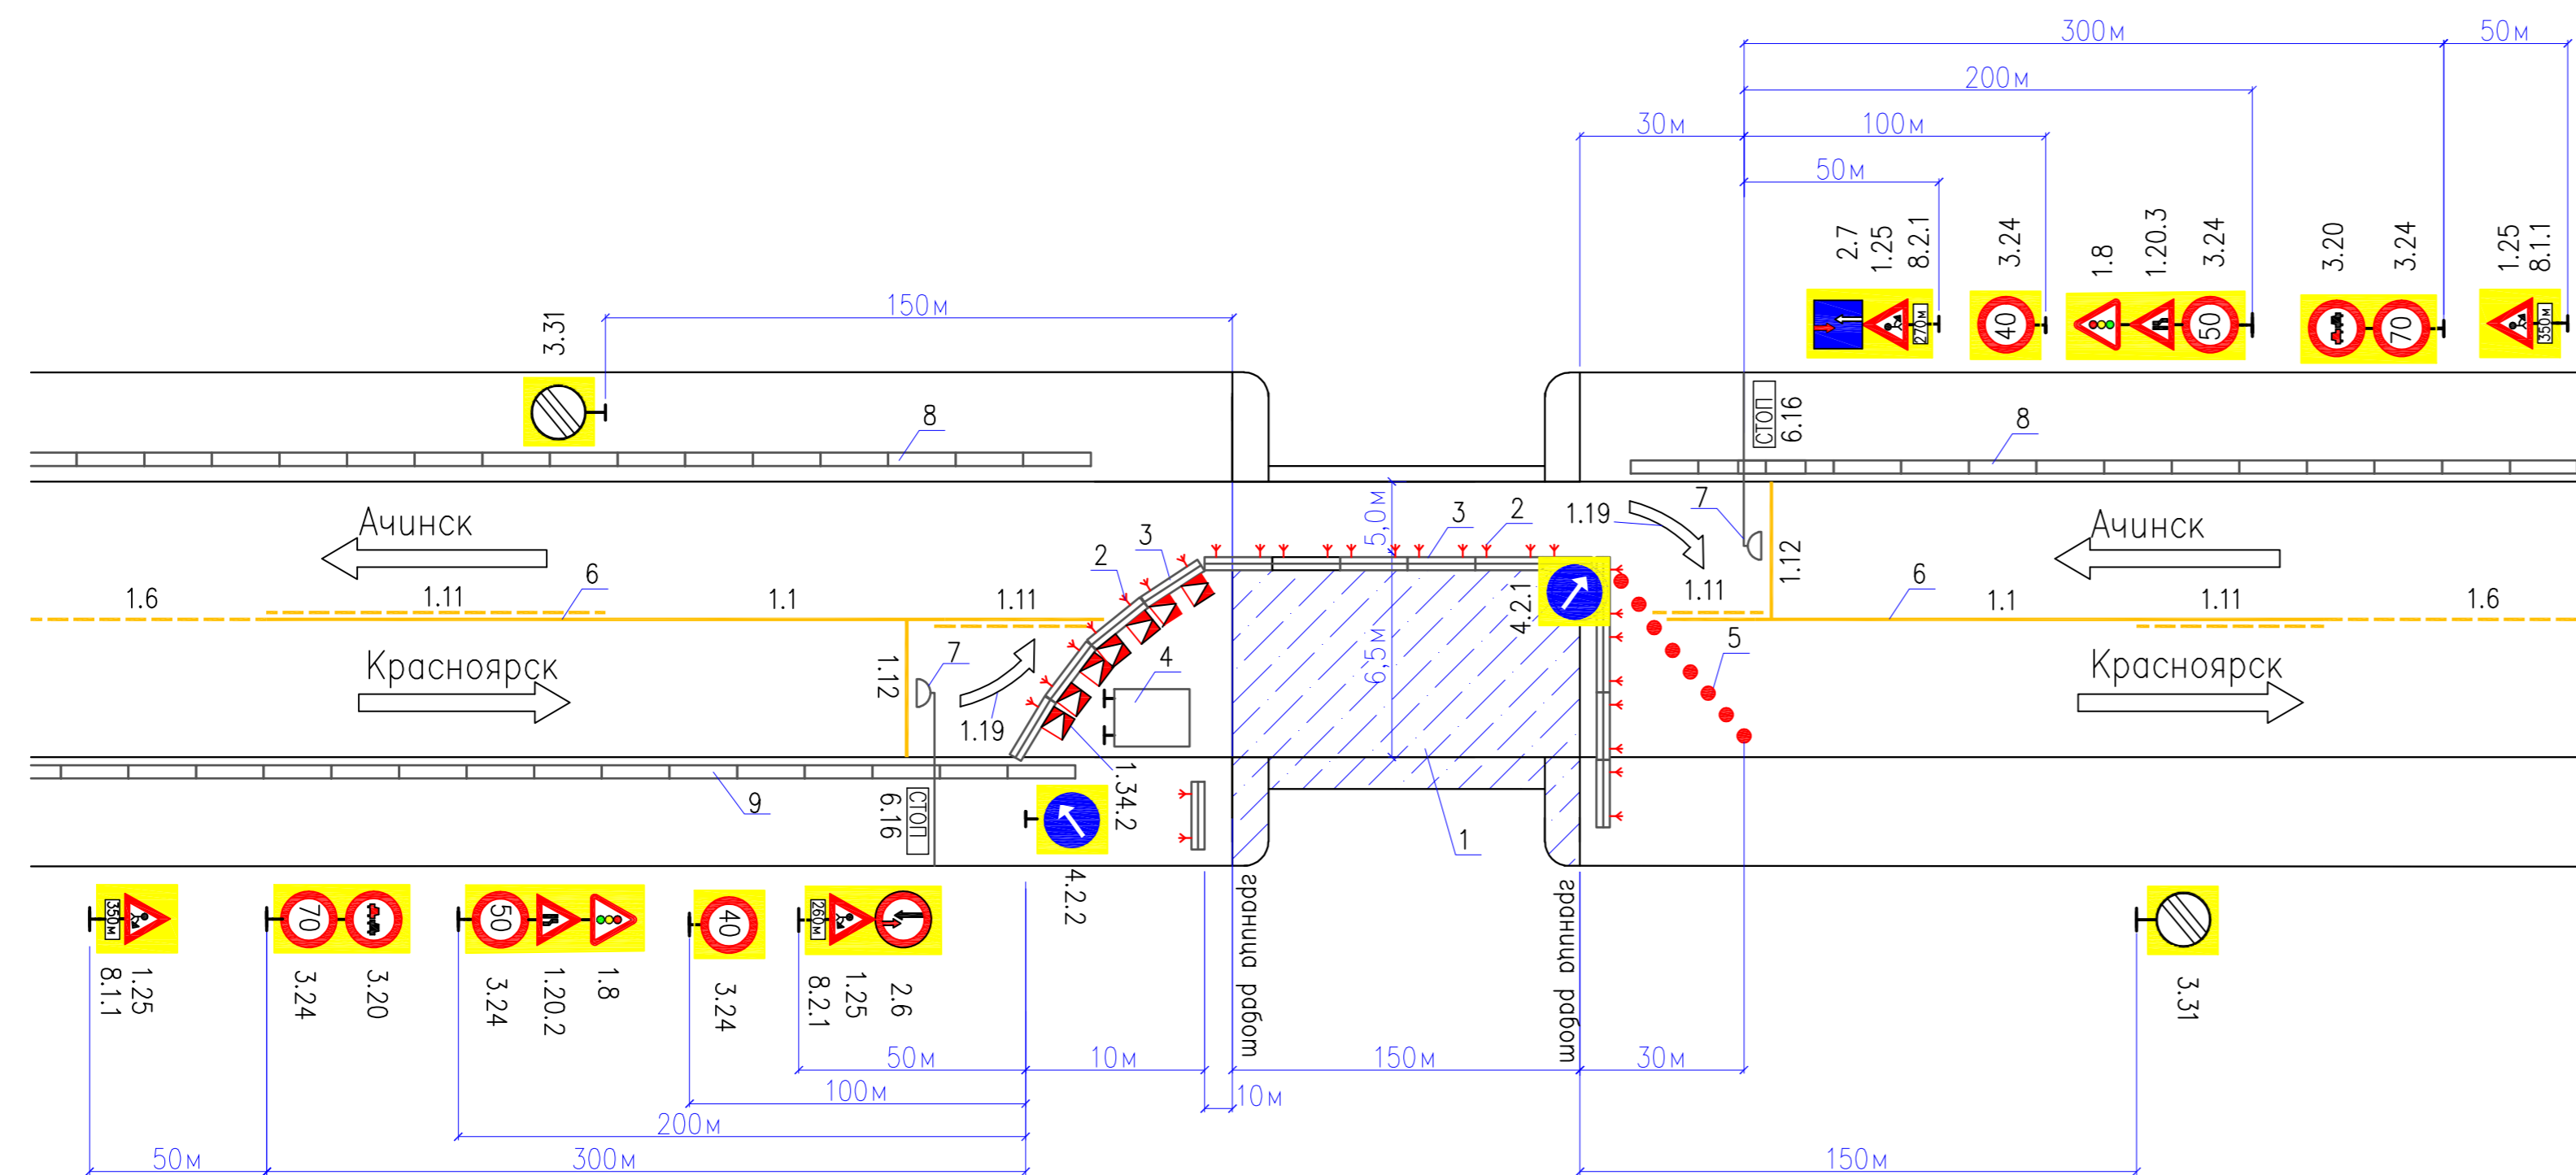 300м
50м
200м
30м
100м
50м
2.7
1.25
8.2.1
3.24
1.8
1.20.3
3.24
3.20
3.24
1.25
8.1.1
270м
40
50
70
350м
3.31
150м
8
СТОП
6.16
8
Ачинск
3
2
5,0м
3
2
1.19
7
1.12
Ачинск
1.6
1.11
6
1.1
1.11
4.2.1
1.11
6
1.1
1.11
1.6
Красноярск
1.12
7
1.19
4
6,5м
5
Красноярск
9
6.16
СТОП
1.34.2
1
4.2.2
граница работ
граница работ
350м
70
50
40
260м
8.1.1
1.25
3.24
3.20
3.24
1.20.2
1.8
3.24
8.2.1
1.25
2.6
3.31
50м
10м
150м
30м
100м
10м
200м
50м
300м
150м